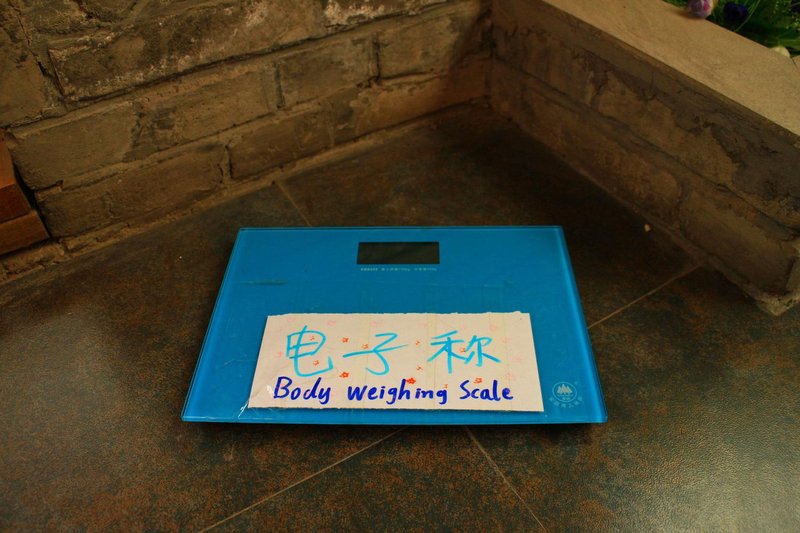 电子称
Body weighing Scale